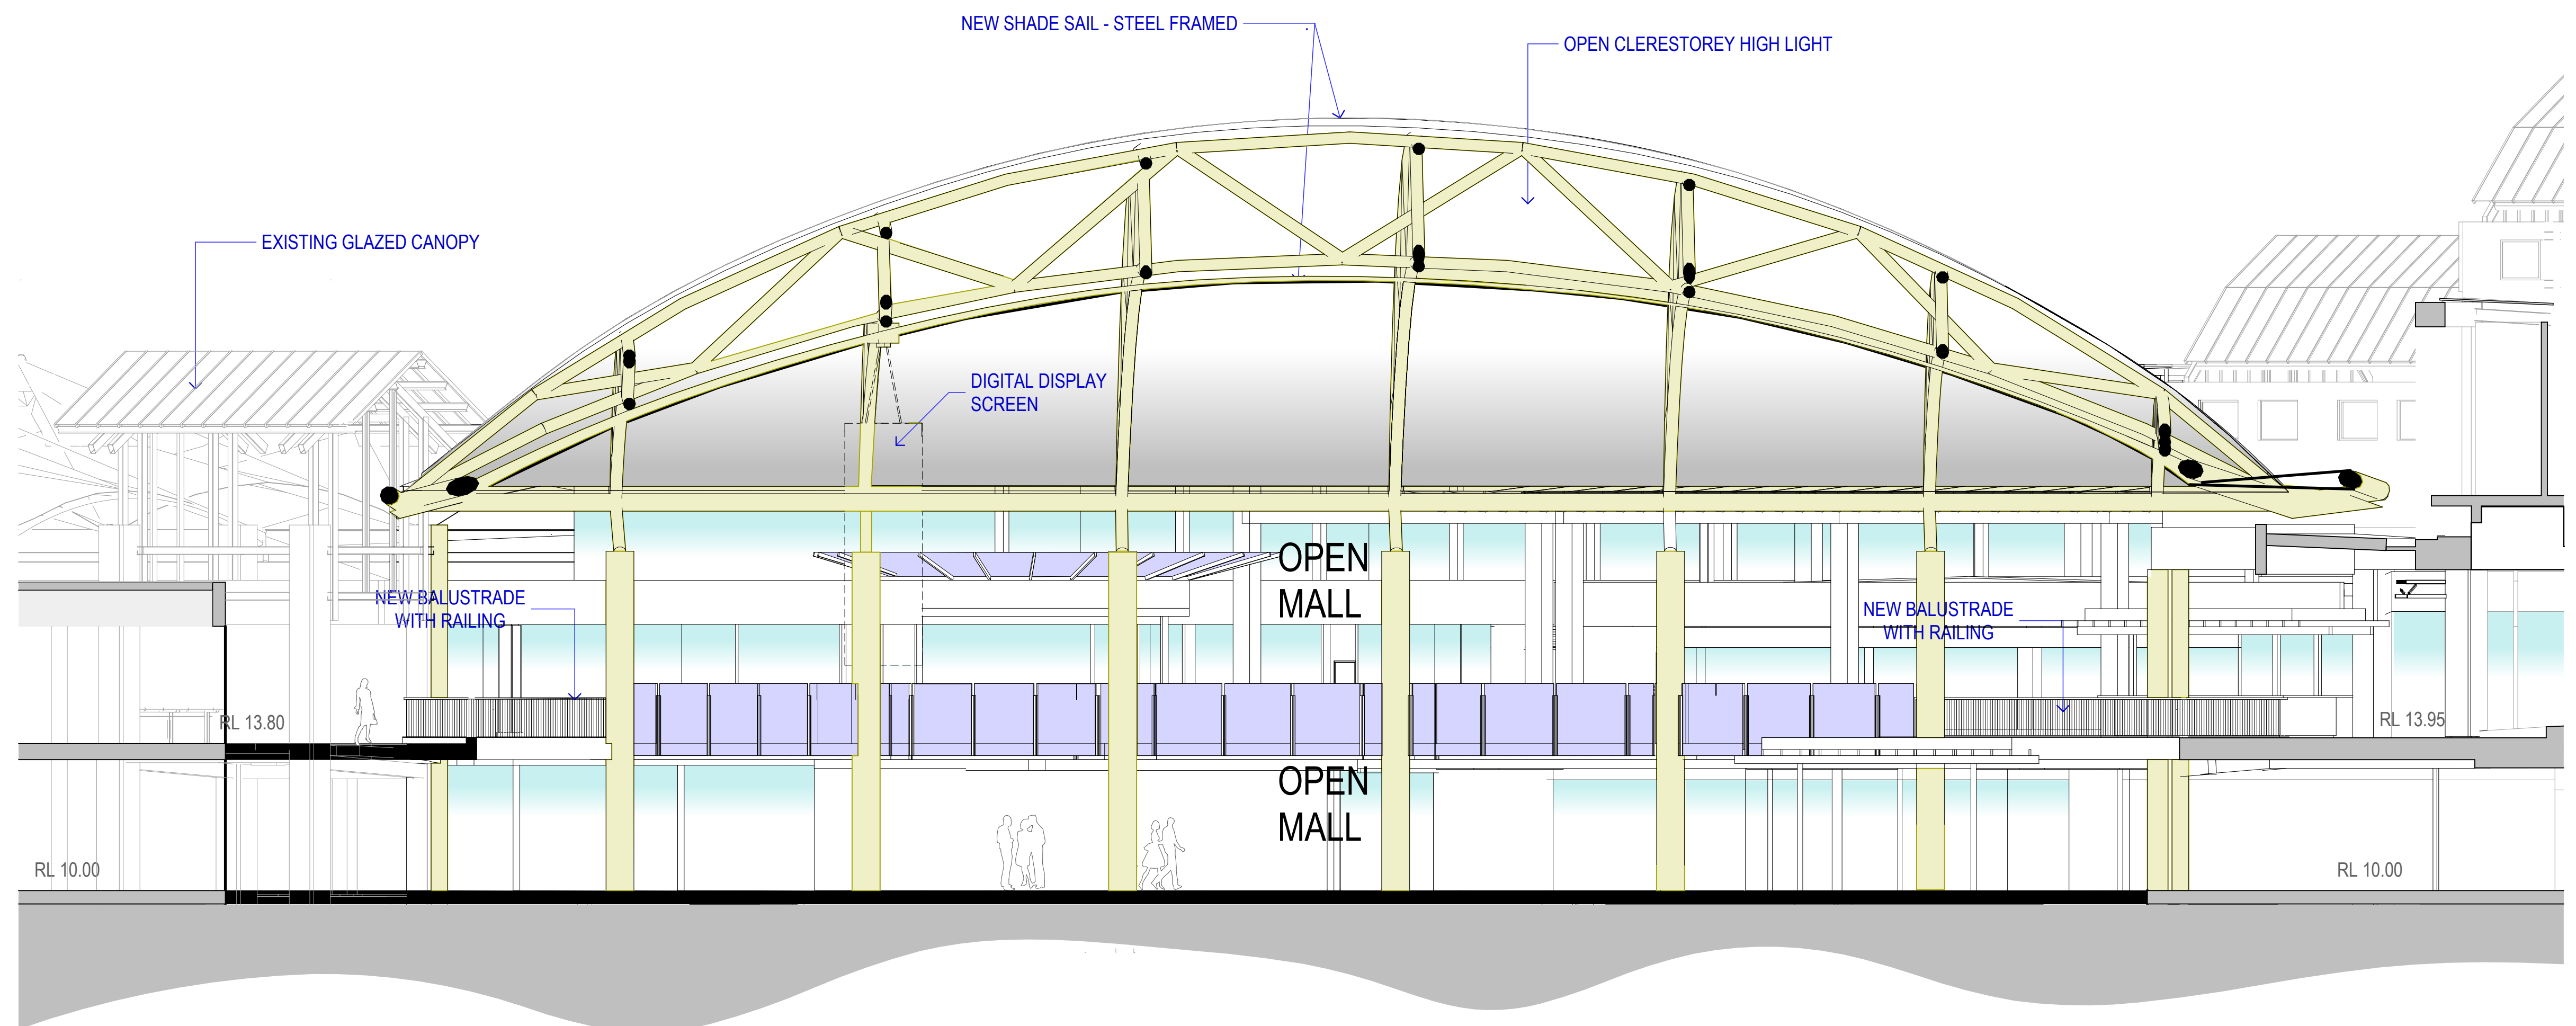 NEW SHADE SAIL - STEEL FRAMED
OPEN CLERESTOREY HIGH LIGHT
EXISTING GLAZED CANOPY
DIGITAL DISPLAY
SCREEN
OPEN
MALL
NEW BALUSTRADE
WITH RAILING
NEW BALUSTRADE
WITH RAILING
RL 13.80
RL 13.95
OPEN
MALL
RL 10.00
RL 10.00